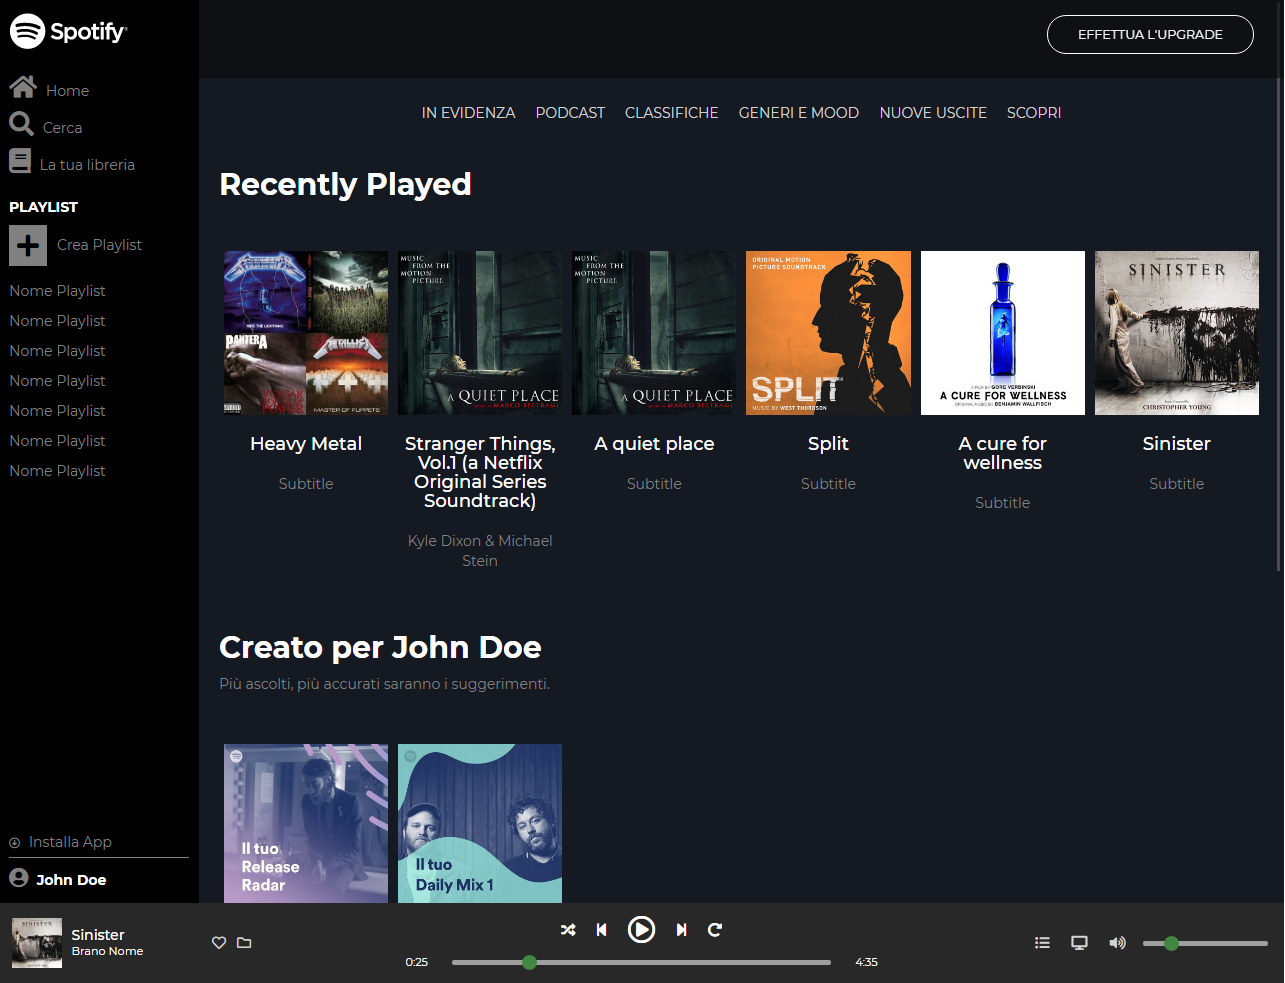 Spotify
EFFETTUA L'UPGRADE
Home
Cerca
La tua libreria
PLAYLIST
Crea Playlist
Nome Playlist
Nome Playlist
Nome Playlist
Nome Playlist
Nome Playlist
Nome Playlist
Nome Playlist
Installa App
John Doe
IN EVIDENZA PODCAST CLASSIFICHE GENERI E MOOD NUOVE USCITE SCOPRI
Recently Played
RIDE THE LIGHTNING
PANTERA
METALLICA
MASTER OF PUPPETS
Heavy Metal
Subtitle
MUSIC
FROM THE
MOTION
PICTURE
A QUIET PLACE
MARCO BELTRAMI
Stranger Things,
Vol.1 (a Netflix
Original Series
Soundtrack)
Kyle Dixon & Michael
Stein
MUSIC
FROM THE
MOTION
PICTURE
A QUIET PLACE
MARCO BELTRAMI
A quiet place
Subtitle
ORIGINAL MOTION
PICTURE SOUNDTRACK
SPLIT
MUSIC BY WEST THORDSON
Split
Subtitle
A FILM BY GORE VERBINSKI
A CURE FOR WELLNESS
ORIGINAL MUSIC BY BENJAMIN WALLFISCH
A cure for
wellness
Subtitle
SINISTER
CHRISTOPHER YOUNG
Sinister
Subtitle
Creato per John Doe
Più ascolti, più accurati saranno i suggerimenti.
Il tuo
Release
Radar
Il tuo
Daily Mix 1
SINISTER
Sinister
Brano Nome
0:25
4:35